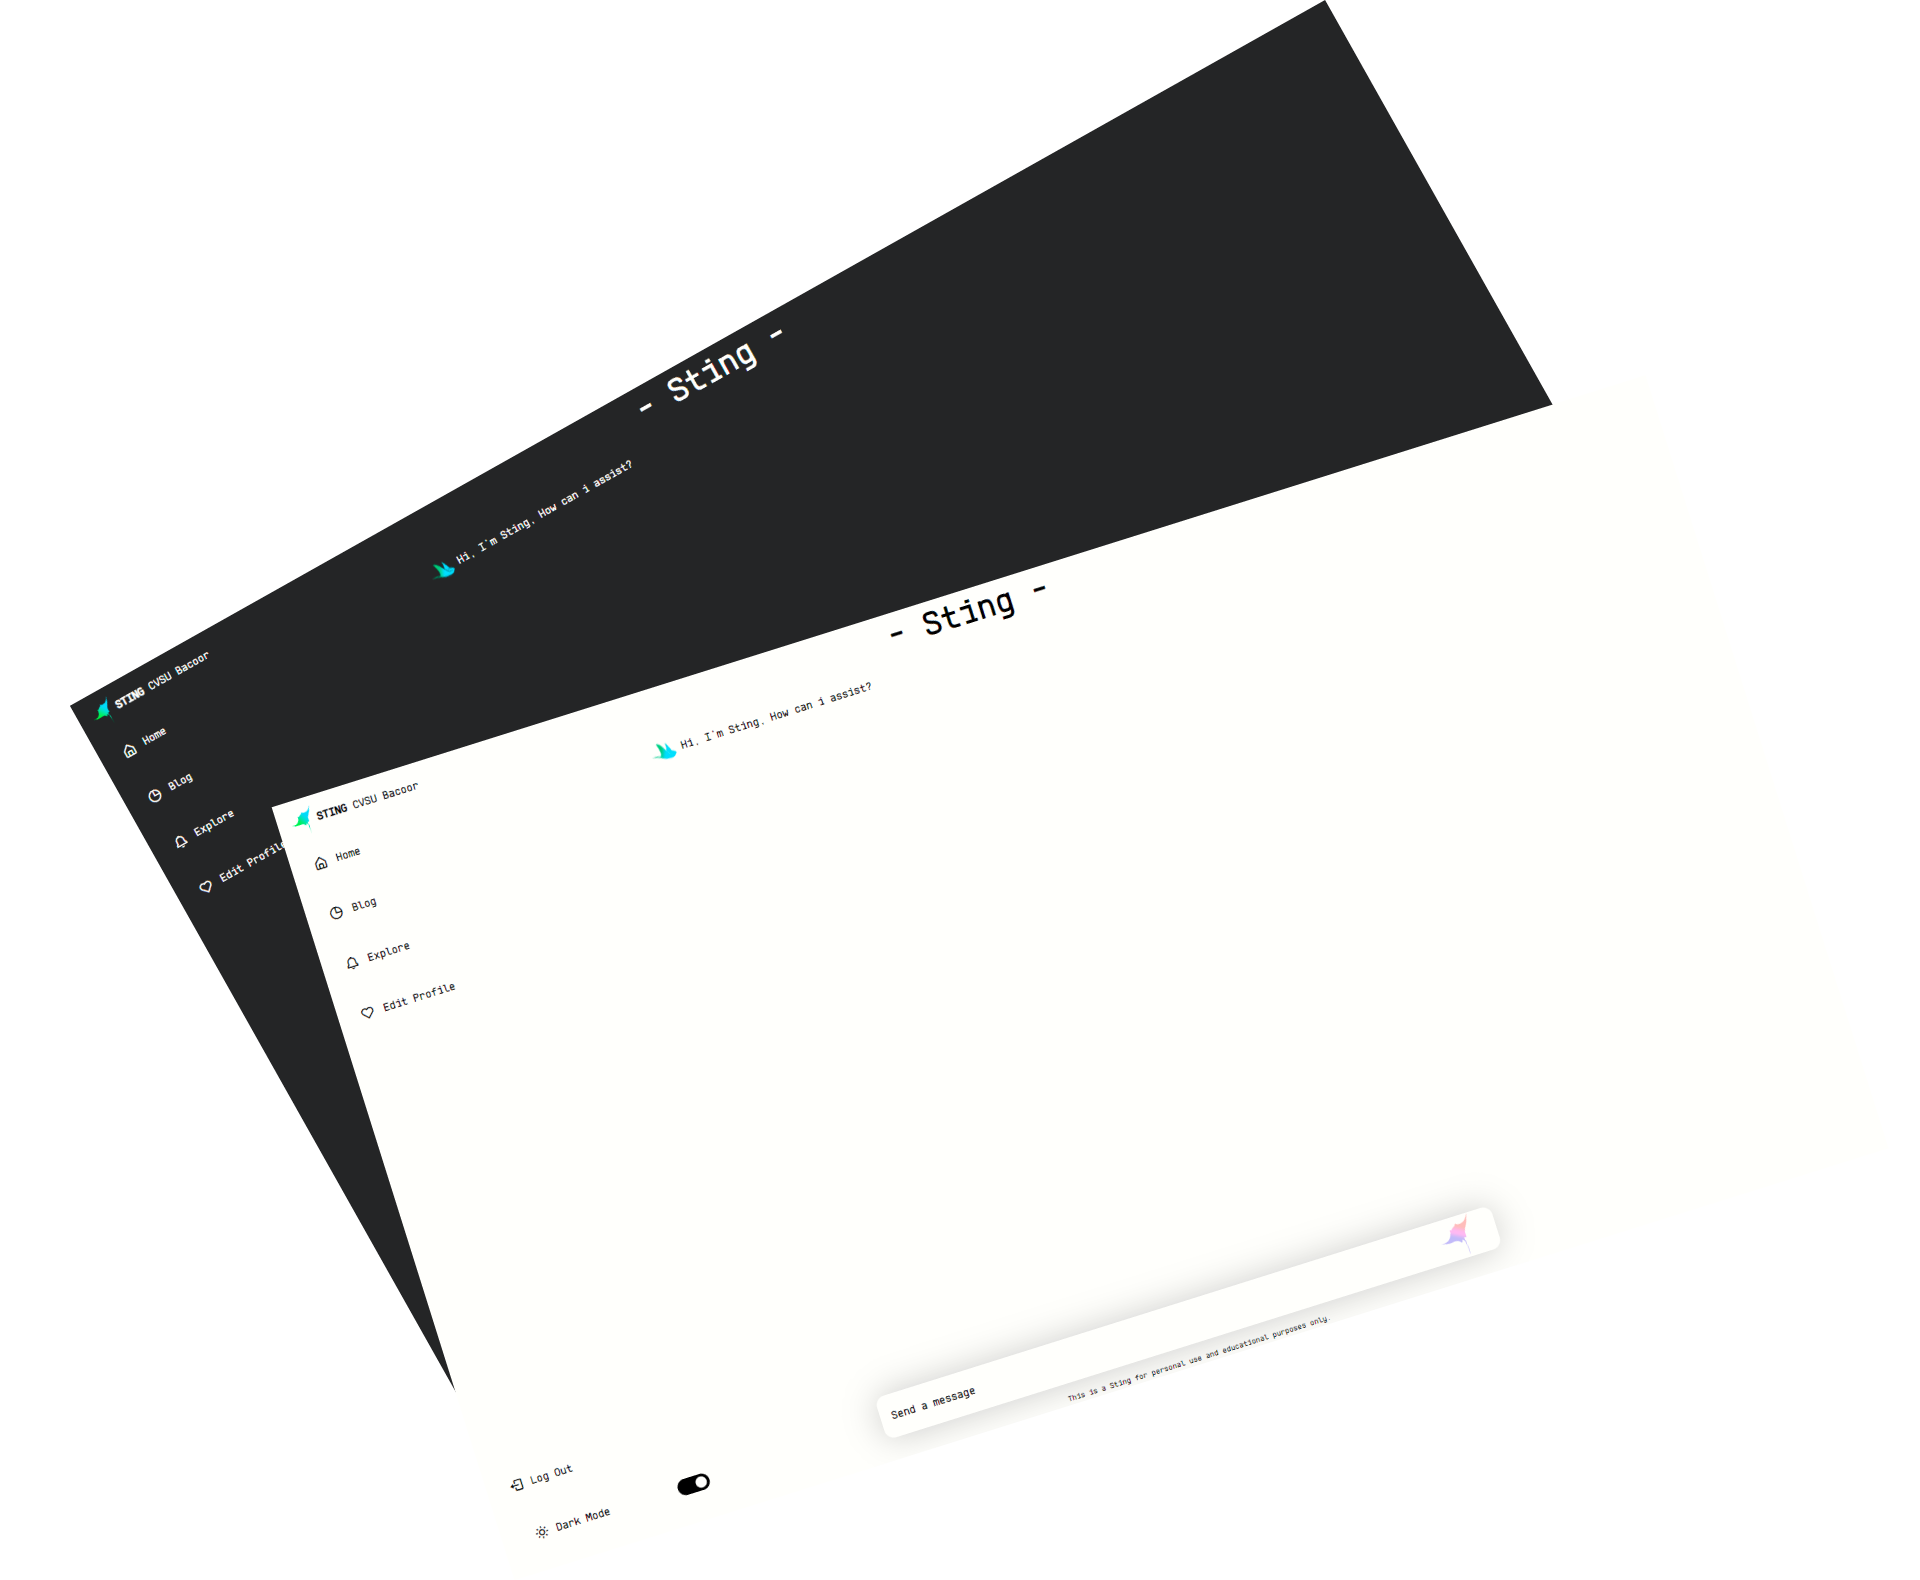 - Sting -
Hi, I'm Sting. How can i assist?
STING CVSU Bacoor
Home
Blog
Explore
Edit Profile
- Sting -
Hi, I'm Sting. How can i assist?
STING CVSU Bacoor
Home
Blog
Explore
Edit Profile
Send a message
This is a Sting for personal use and educational purposes only.
Log Out
Dark Mode